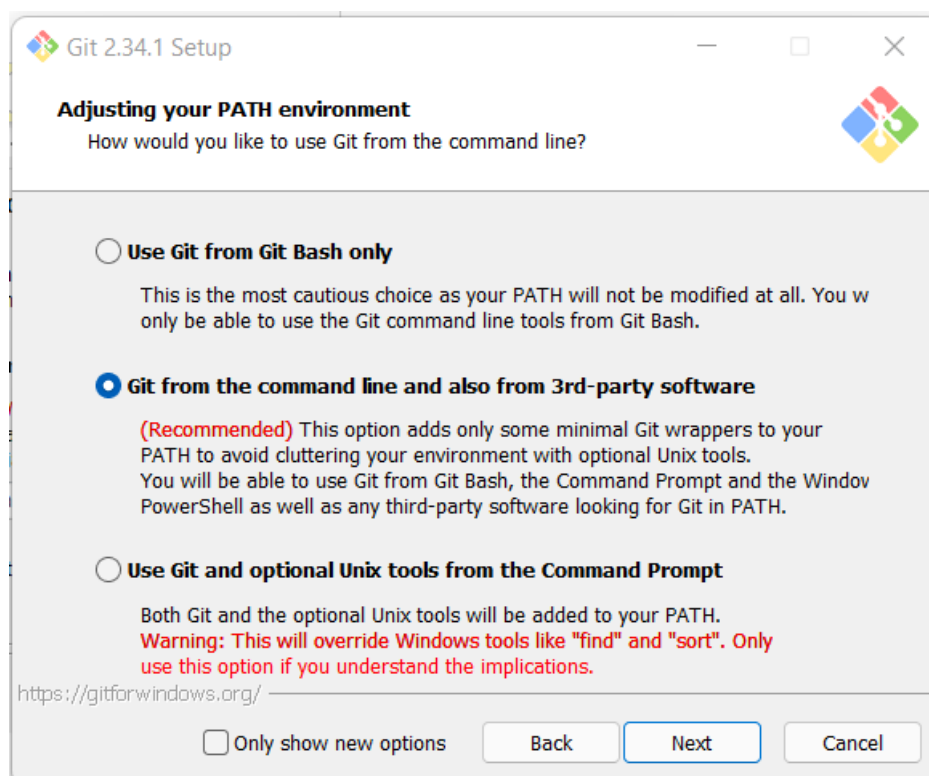 Git 2.34.1 Setup
Adjusting your PATH environment
How would you like to use Git from the command line?
Use Git from Git Bash only
This is the most cautious choice as your PATH will not be modified at all. You w
only be able to use the Git command line tools from Git Bash.
Git from the command line and also from 3rd-party software
(Recommended) This option adds only some minimal Git wrappers to your
PATH to avoid cluttering your environment with optional Unix tools.
You will be able to use Git from Git Bash, the Command Prompt and the Window
PowerShell as well as any third-party software looking for Git in PATH.
Use Git and optional Unix tools from the Command Prompt
Both Git and the optional Unix tools will be added to your PATH.
Warning: This will override Windows tools like "find" and "sort". Only
use this option if you understand the implications.
https://gitforwindows.org/
Only show new options
Back
Next
Cancel